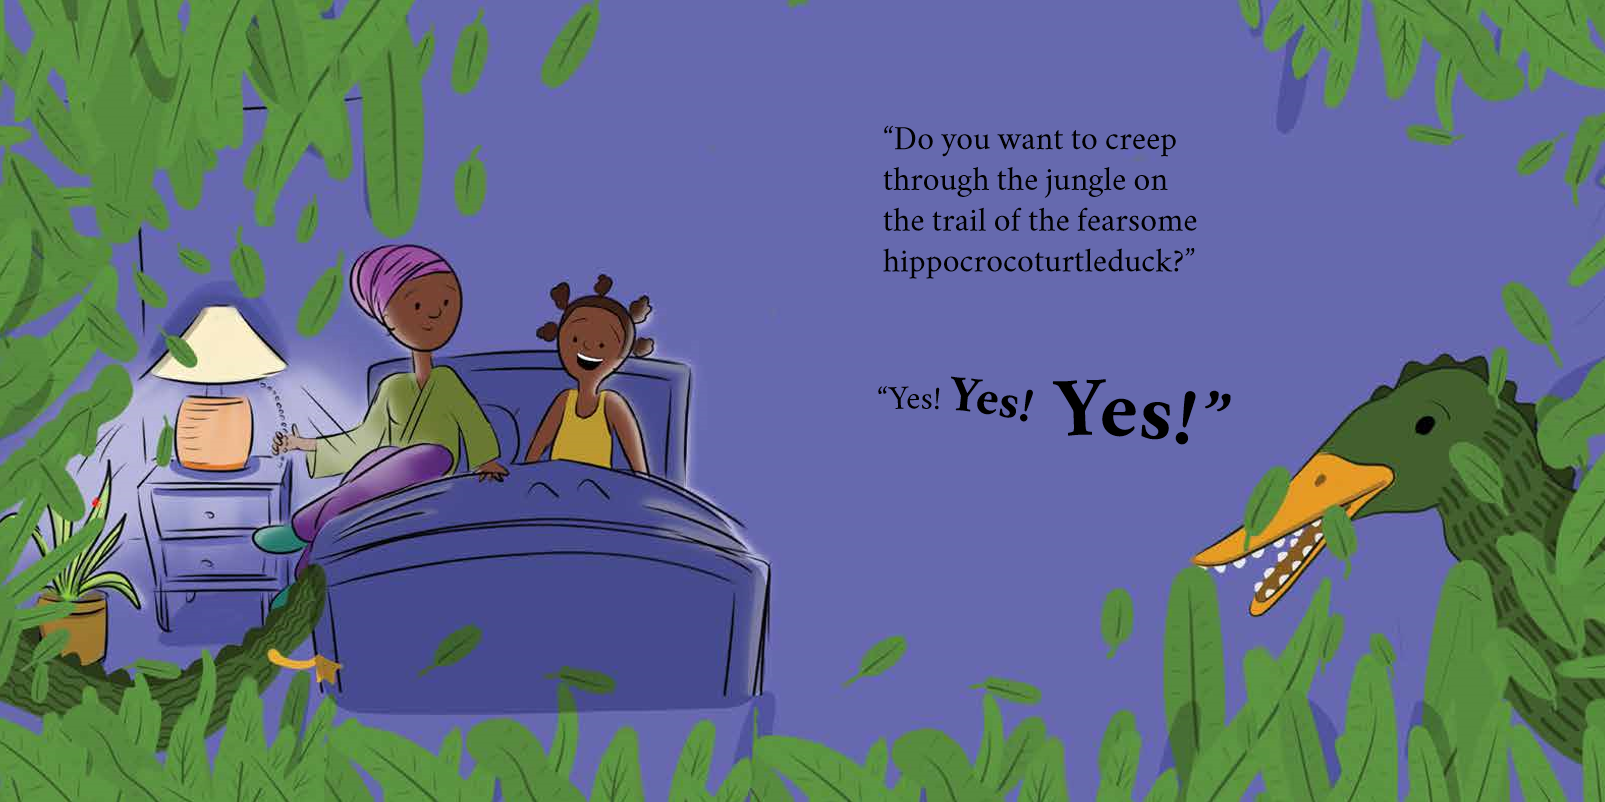 “Do you want to creep
through the jungle on
the trail of the fearsome
hippocrocoturtleduck?”
“Yes! Yes! Yes!”